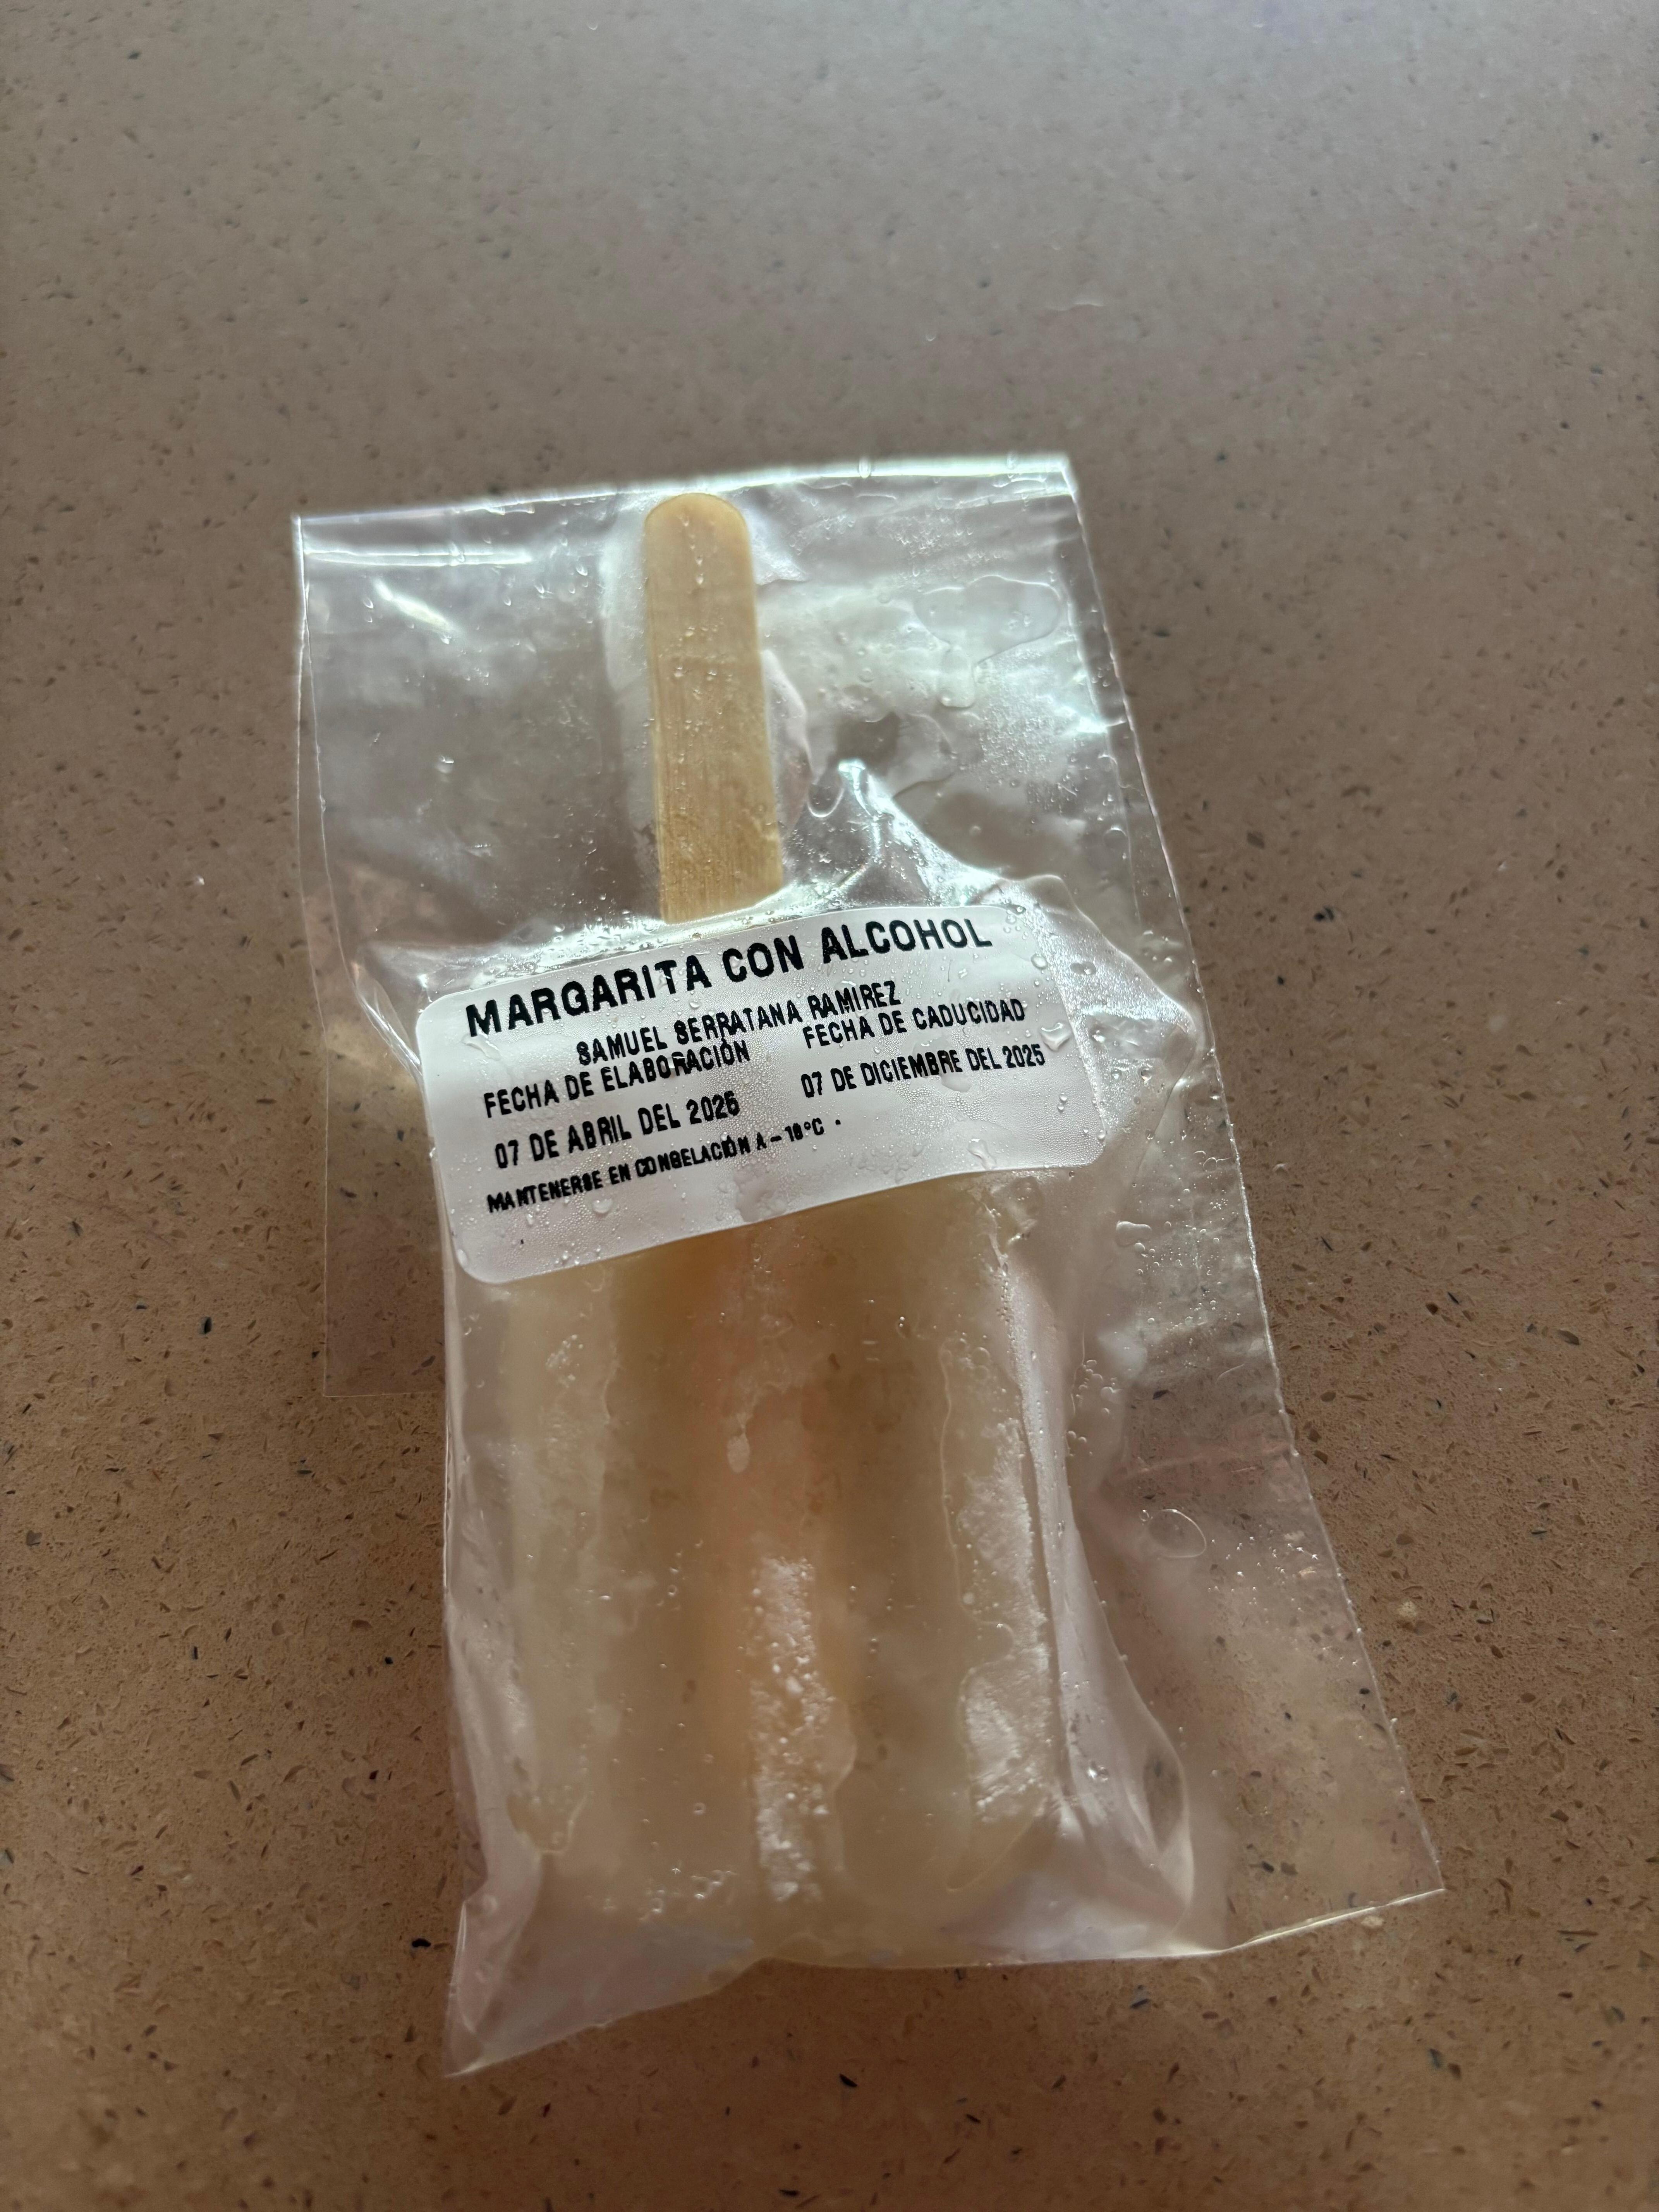 MARGARITA CON ALCOHOL
SAMUEL SERRATANA RAMIREZ
FECHA DE ELABORACIÓN FECHA DE CADUCIDAD
07 DE ABRIL DEL 2025 07 DE DICIEMBRE DEL 2025
MANTENERSE EN CONGELACIÓN A -18°C .